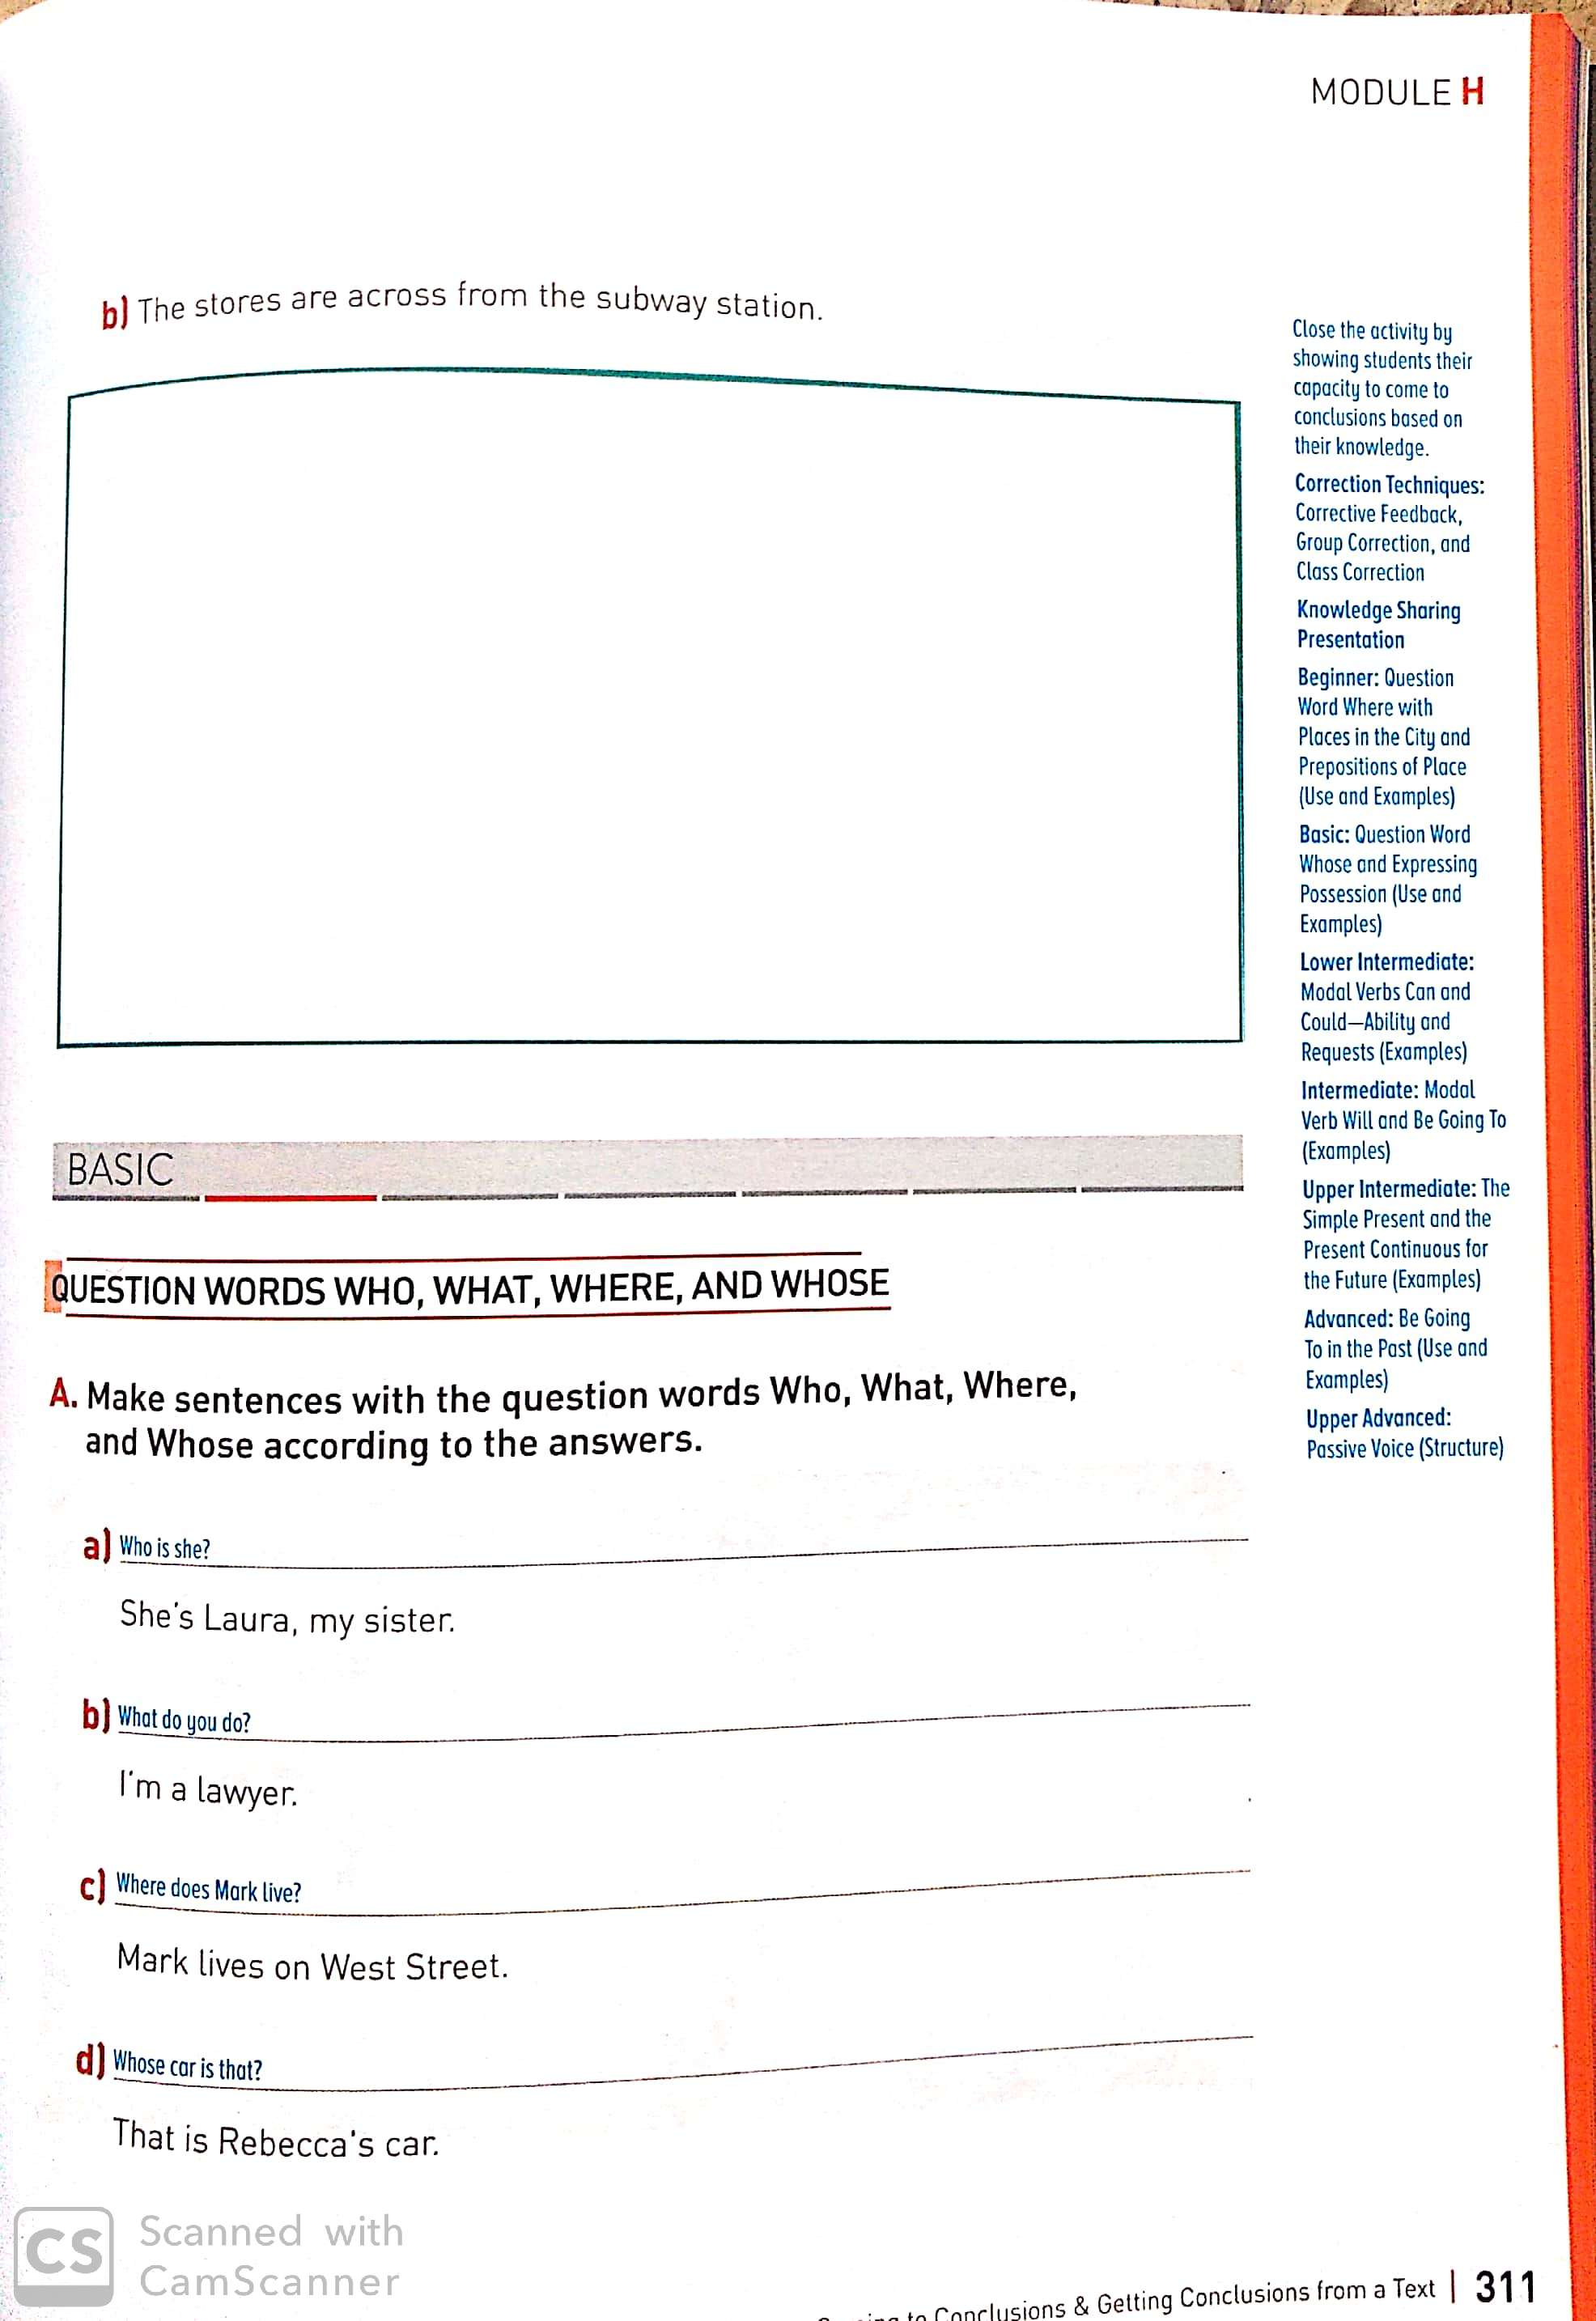 MODULE H
b) The stores are across from the subway station.
Close the activity by
showing students their
capacity to come to
conclusions based on
their knowledge.
Correction Techniques:
Corrective Feedback,
Group Correction, and
Class Correction
Knowledge Sharing
Presentation
Beginner: Question
Word Where with
Places in the City and
Prepositions of Place
(Use and Examples)
Basic: Question Word
Whose and Expressing
Possession (Use and
Examples)
Lower Intermediate:
Modal Verbs Can and
Could—Ability and
Requests (Examples)
Intermediate: Modal
Verb Will and Be Going To
(Examples)
Upper Intermediate: The
Simple Present and the
Present Continuous for
the Future (Examples)
Advanced: Be Going
To in the Past (Use and
Examples)
Upper Advanced:
Passive Voice (Structure)
BASIC
QUESTION WORDS WHO, WHAT, WHERE, AND WHOSE
A. Make sentences with the question words Who, What, Where,
and Whose according to the answers.
a) Who is she?
She's Laura, my sister.
b) What do you do?
I'm a lawyer.
c) Where does Mark live?
Mark lives on West Street.
d) Whose car is that?
That is Rebecca's car.
CS Scanned with
CamScanner
to Conclusions & Getting Conclusions from a Text | 311